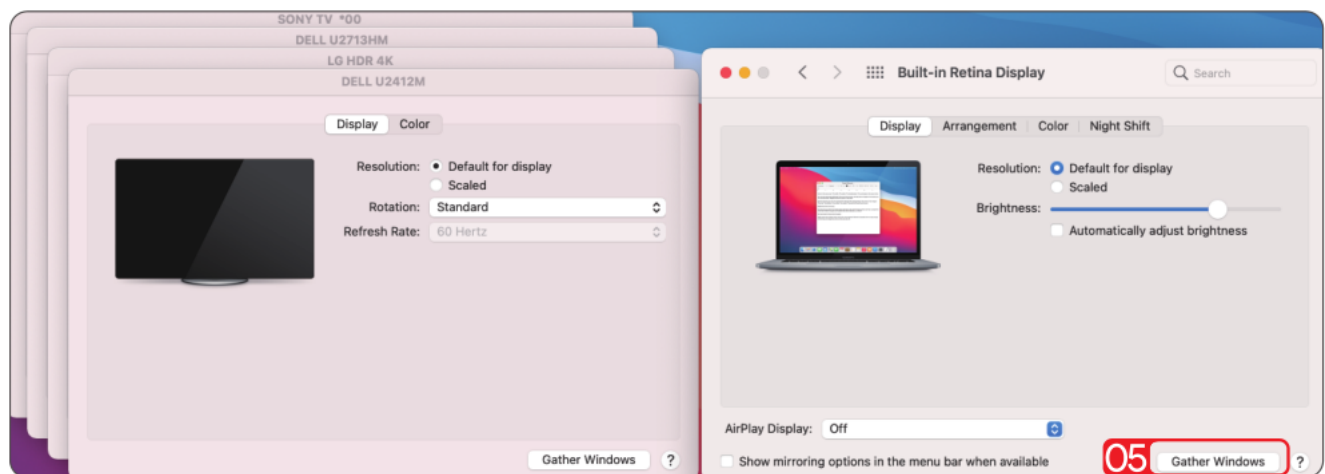 SONY TV *00
DELL U2713HM
LG HDR 4K
DELL U2412M
Display Color
Resolution: Default for display
Scaled
Rotation: Standard
Refresh Rate: 60 Hertz
Gather Windows ?
Built-in Retina Display Search
Display Arrangement Color Night Shift
Resolution: Default for display
Scaled
Brightness:
Automatically adjust brightness
AirPlay Display: Off
Show mirroring options in the menu bar when available
05 Gather Windows ?